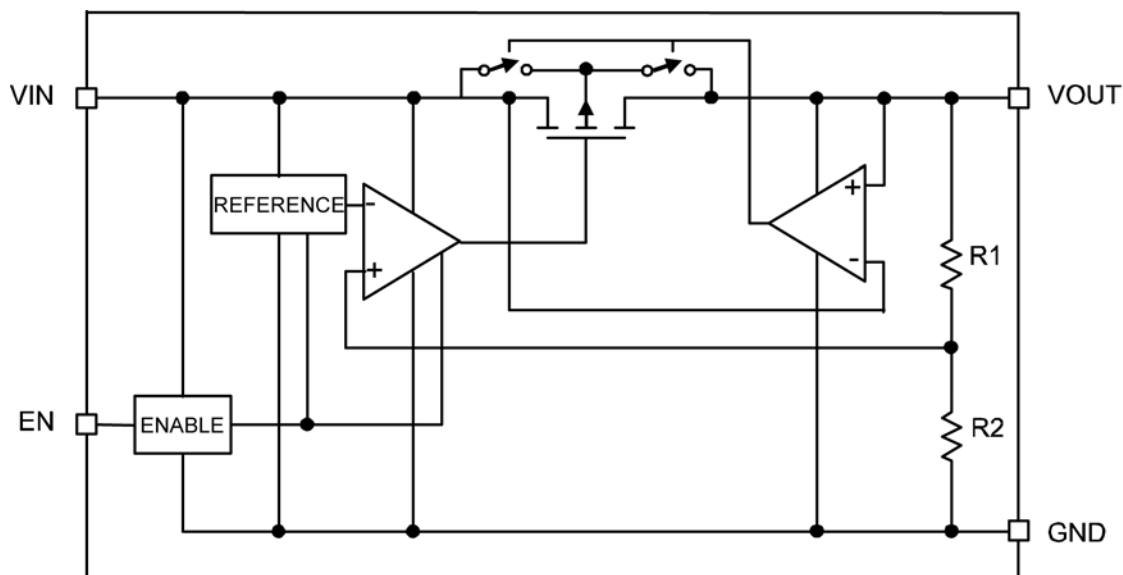 VIN
VOUT
REFERENCE
-
+
+
-
R1
EN
ENABLE
R2
GND